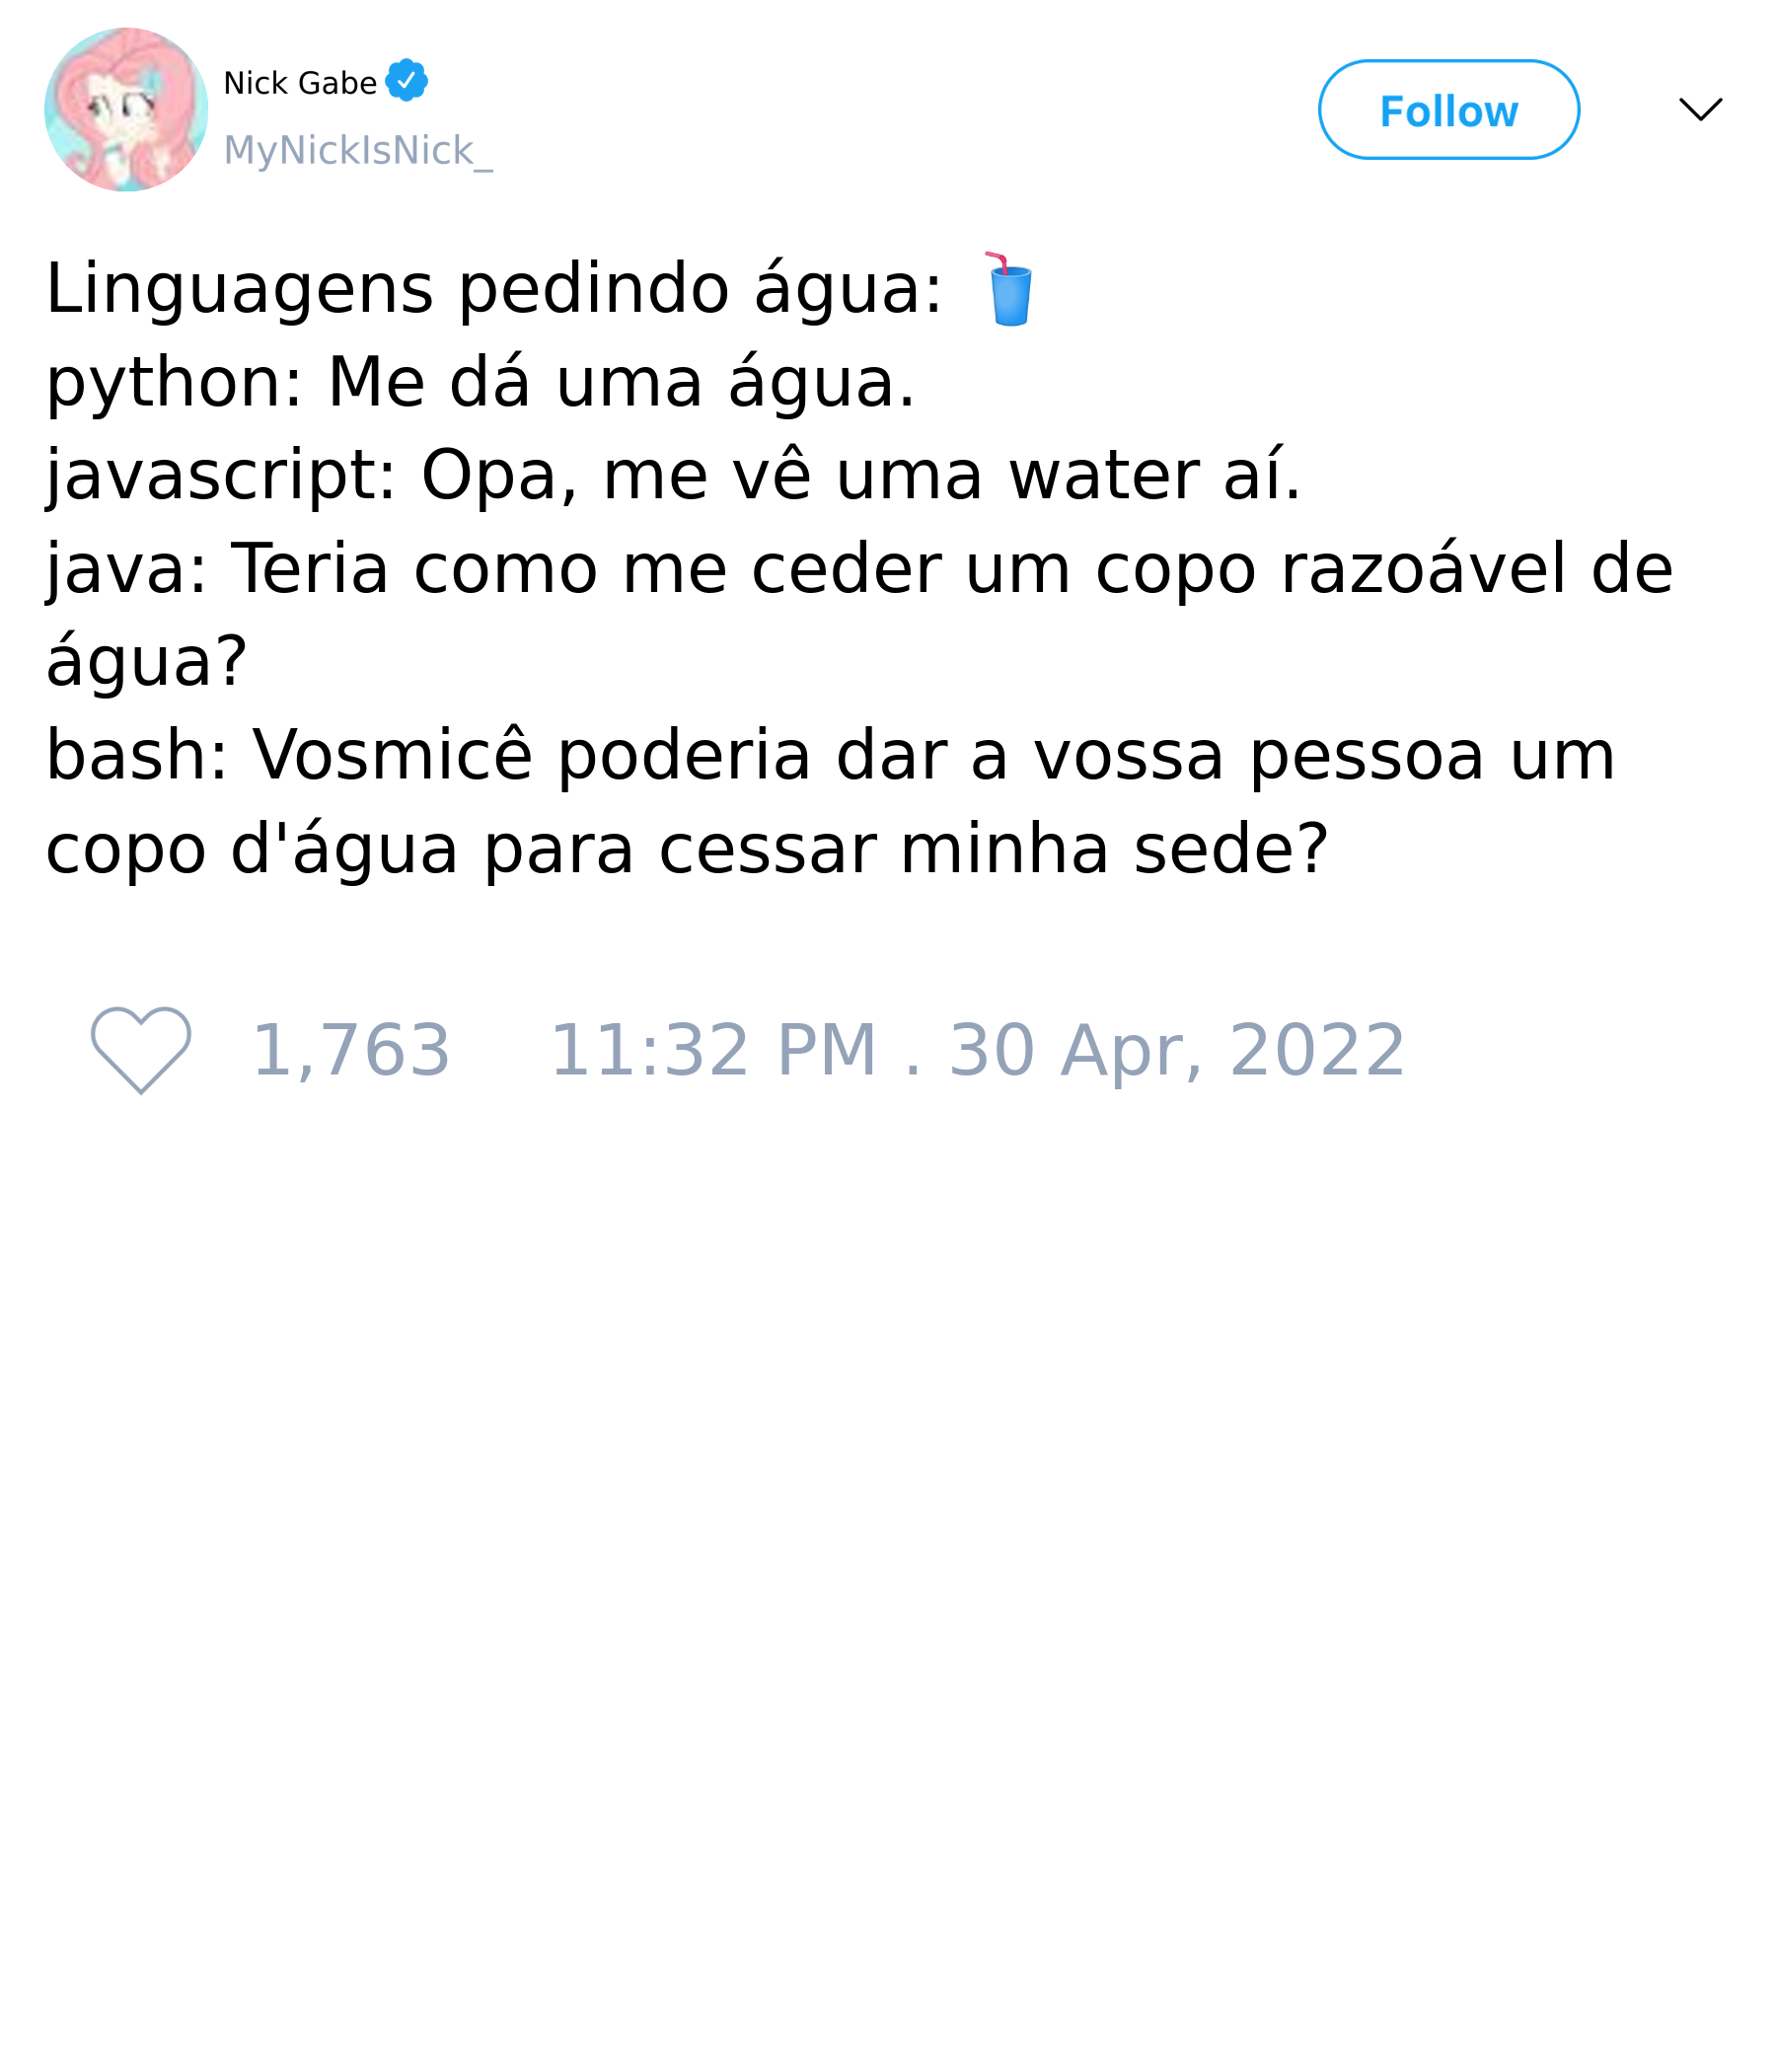 Nick Gabe
MyNickIsNick_
Follow
Linguagens pedindo água: 🥤
python: Me dá uma água.
javascript: Opa, me vê uma water aí.
java: Teria como me ceder um copo razoável de
água?
bash: Vosmicê poderia dar a vossa pessoa um
copo d'água para cessar minha sede?
1,763 11:32 PM . 30 Apr, 2022